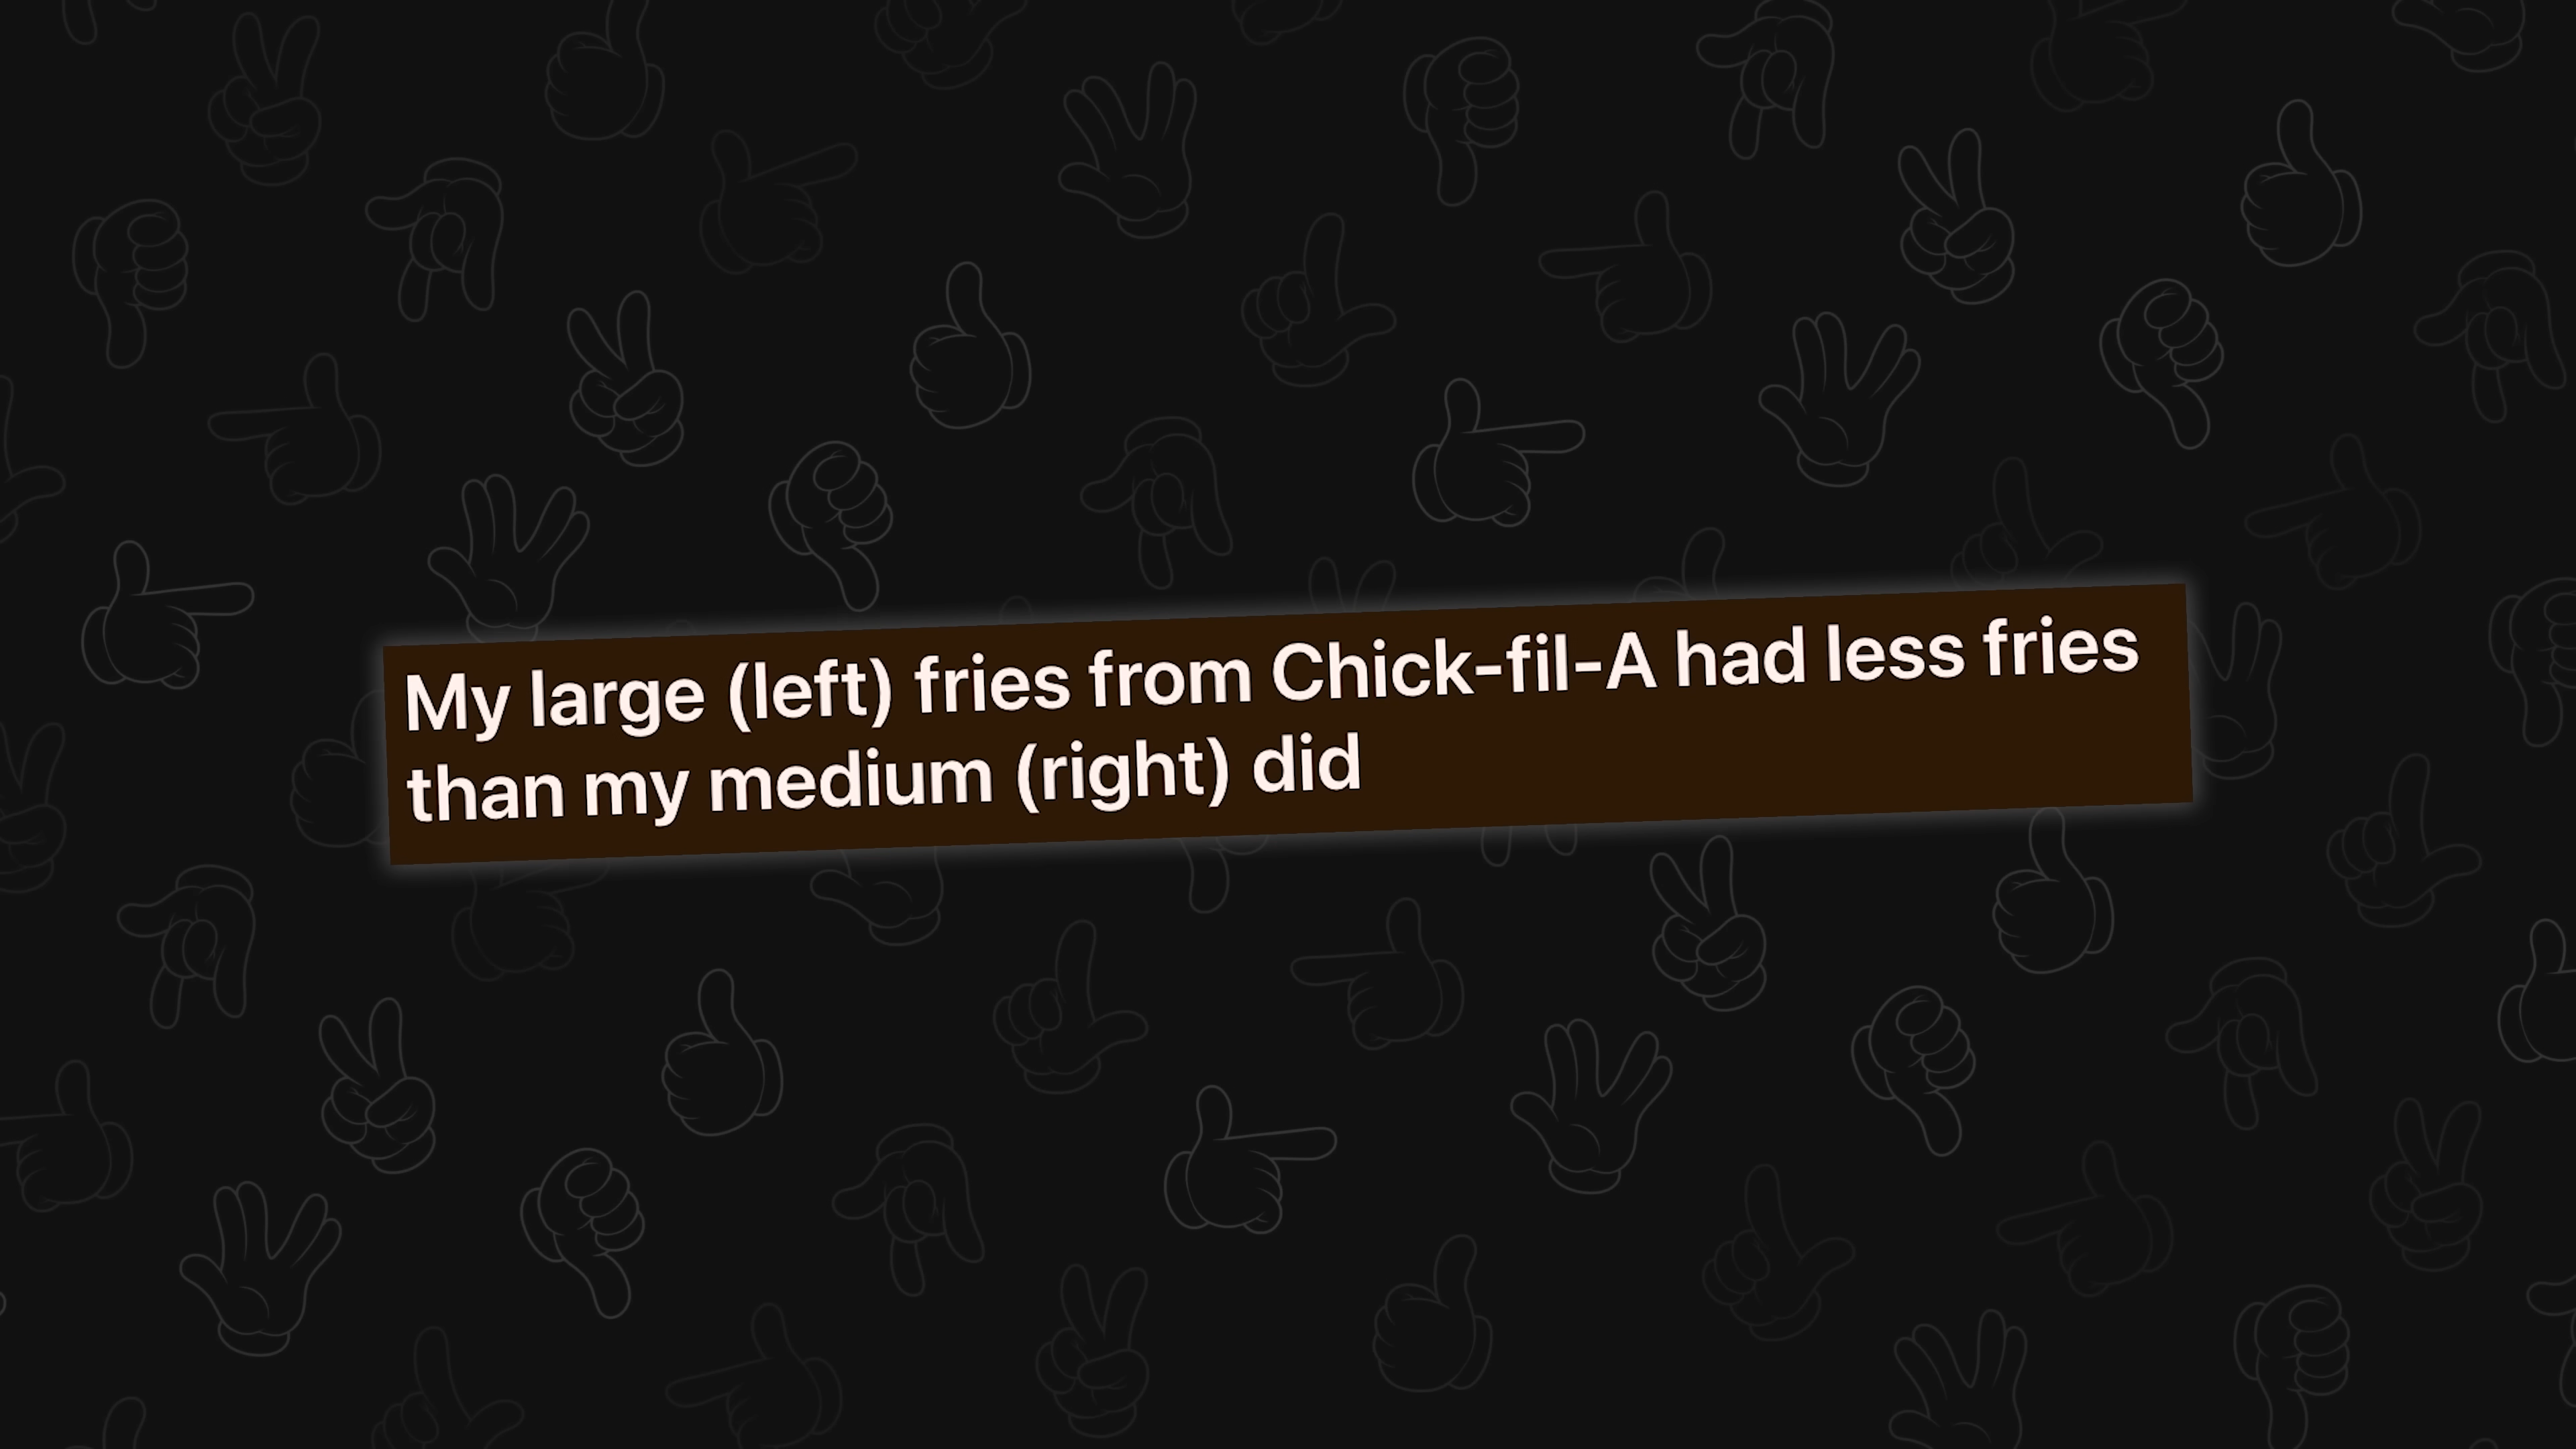 My large (left) fries from Chick-fil-A had less fries
than my medium (right) did